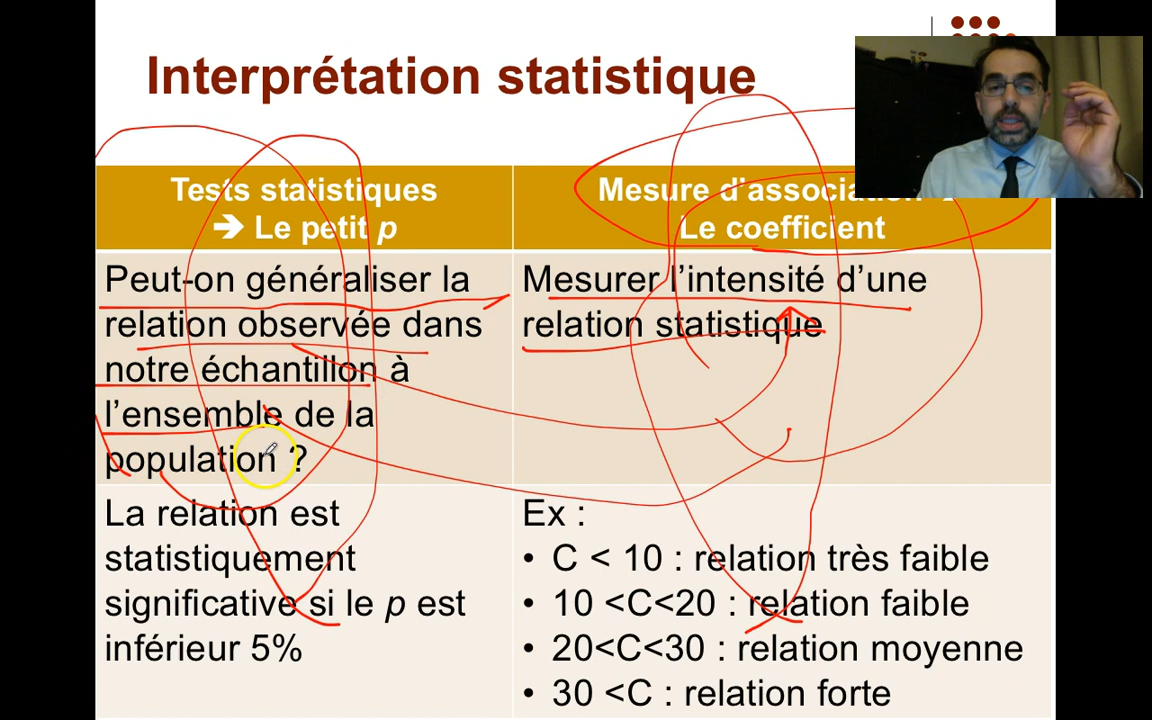 Interprétation statistique
Tests statistiques
➔ Le petit p
Mesure d'association
Le coefficient
Peut-on généraliser la
relation observée dans
notre échantillon à
l'ensemble de la
population ?
Mesurer l'intensité d'une
relation statistique
La relation est
statistiquement
significative si le p est
inférieur 5%
Ex :
• C < 10 : relation très faible
• 10 <C<20 : relation faible
• 20<C<30 : relation moyenne
• 30 <C : relation forte